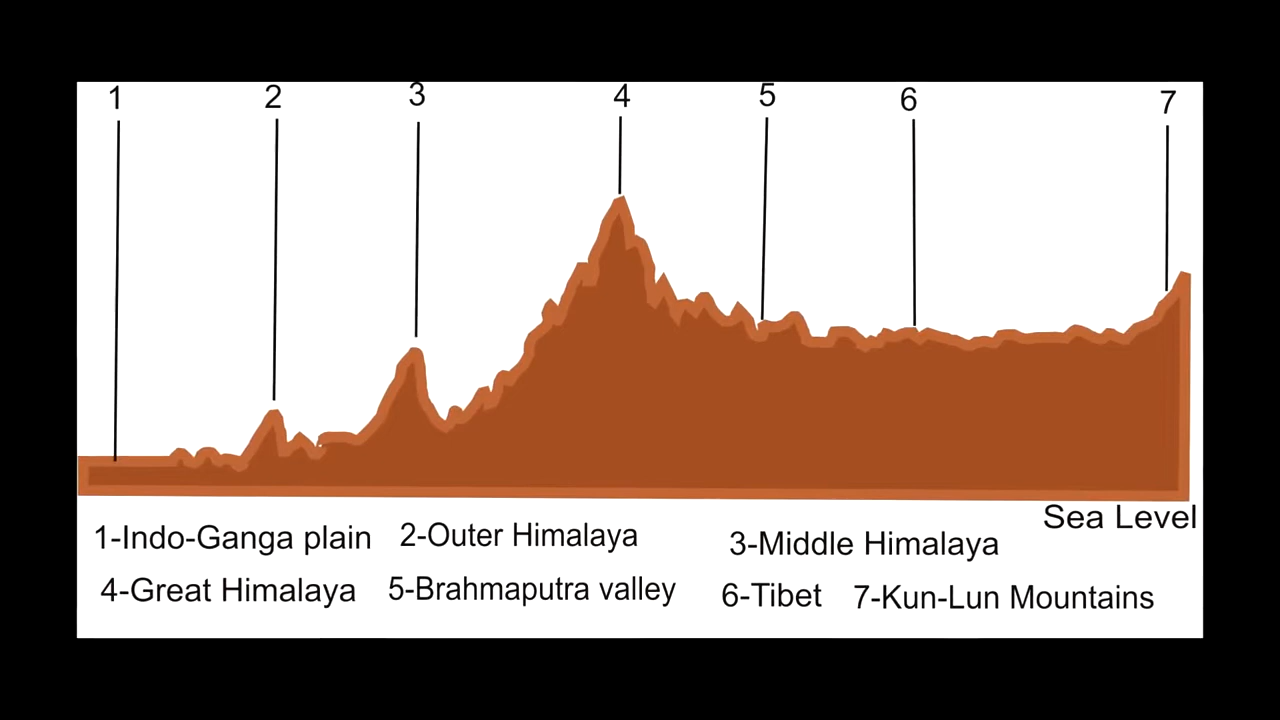 1 2 3 4 5 6 7
Sea Level
1-Indo-Ganga plain 2-Outer Himalaya 3-Middle Himalaya
4-Great Himalaya 5-Brahmaputra valley 6-Tibet 7-Kun-Lun Mountains